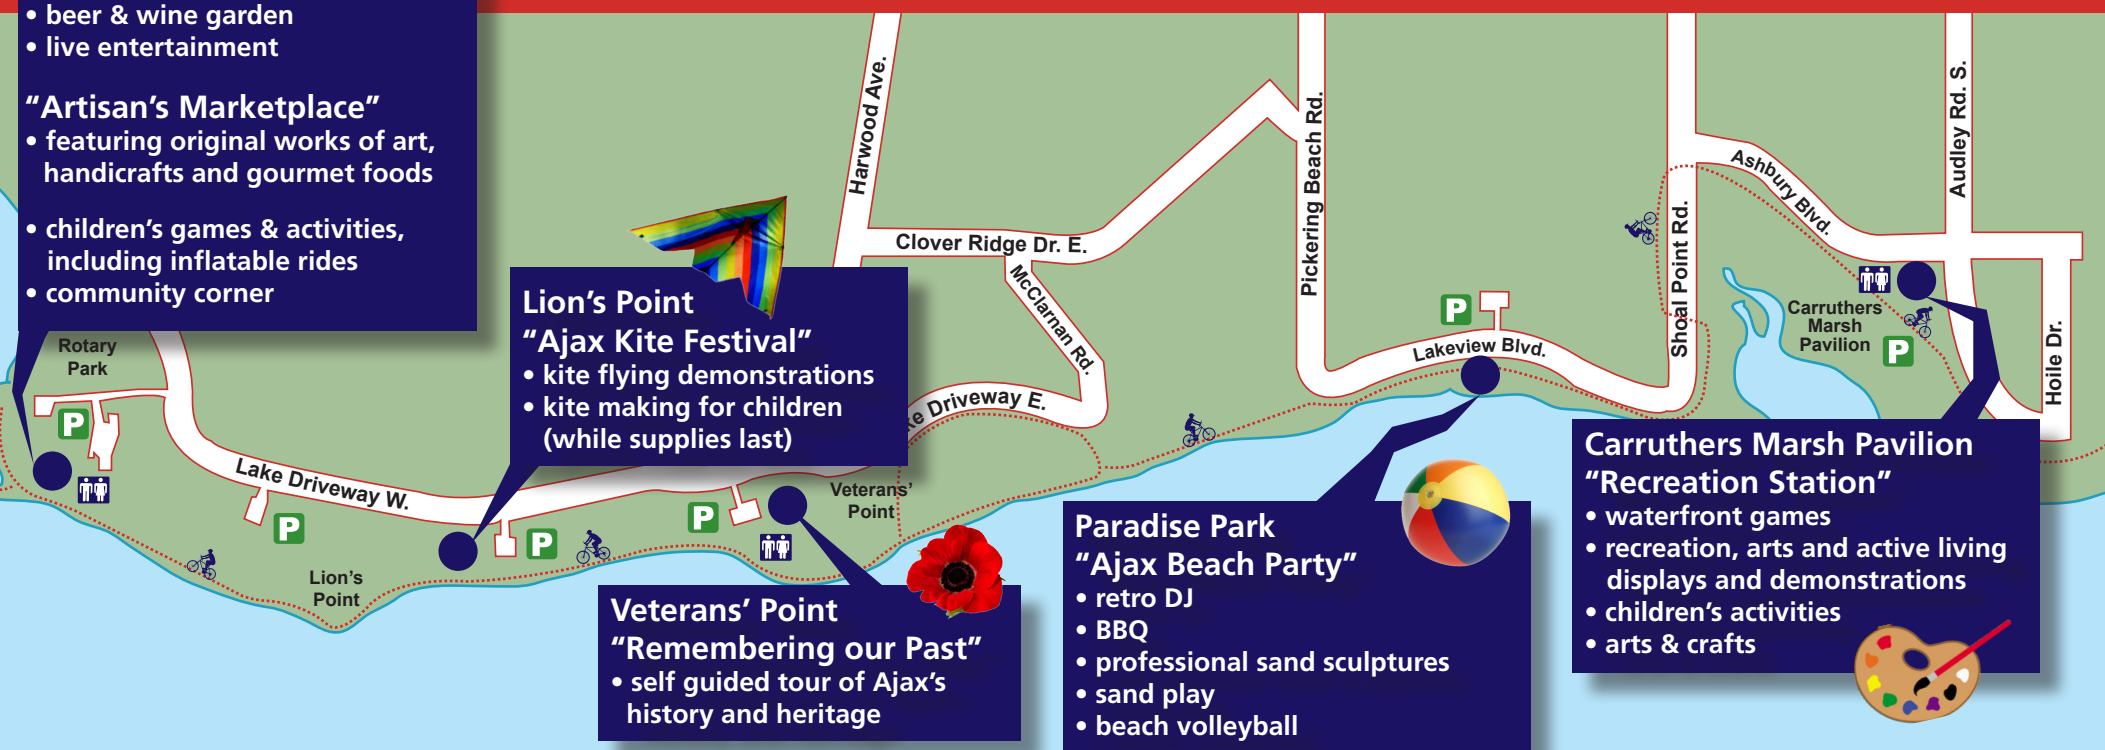 • beer & wine garden
• live entertainment
“Artisan’s Marketplace”
• featuring original works of art,
handicrafts and gourmet foods
• children’s games & activities,
including inflatable rides
• community corner
Rotary
Park
P
Lake Driveway W.
P
Lion’s
Point
Harwood Ave.
Clover Ridge Dr. E.
McClarnan Rd.
Lion’s Point
“Ajax Kite Festival”
• kite flying demonstrations
• kite making for children
(while supplies last)
ke Driveway E.
P
P
Veterans’
Point
Veterans’ Point
“Remembering our Past”
• self guided tour of Ajax’s
history and heritage
Pickering Beach Rd.
P
Lakeview Blvd.
Shoal Point Rd.
Paradise Park
“Ajax Beach Party”
• retro DJ
• BBQ
• professional sand sculptures
• sand play
• beach volleyball
Ashbury Blvd.
Audley Rd. S.
Carruthers
Marsh
Pavilion
P
Hoile Dr.
Carruthers Marsh Pavilion
“Recreation Station”
• waterfront games
• recreation, arts and active living
displays and demonstrations
• children’s activities
• arts & crafts